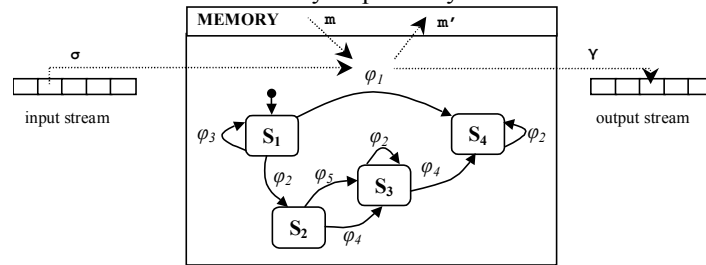 MEMORY m m'
σ γ
φ1
input stream output stream
φ3 S1 φ2 S4 φ2
φ2 φ5 S3 φ4
S2 φ4